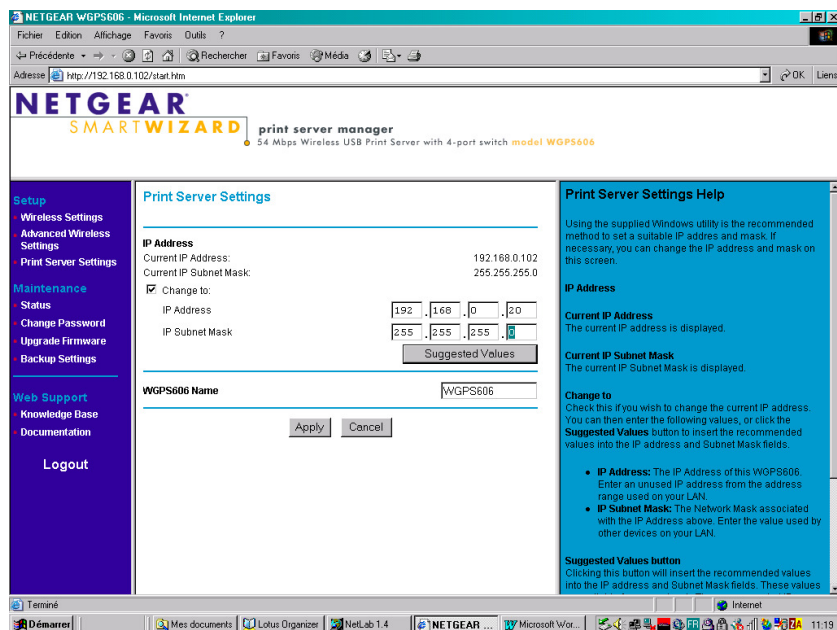 NETGEAR WGPS606 - Microsoft Internet Explorer
Fichier Edition Affichage Favoris Outils ?
Précédente Rechercher Favoris Média
Adresse http://192.168.0.102/start.htm OK Liens
NETGEAR
SMARTWIZARD print server manager
54 Mbps Wireless USB Print Server with 4-port switch model WGPS606
Setup
Wireless Settings
Advanced Wireless
Settings
Print Server Settings
Maintenance
Status
Change Password
Upgrade Firmware
Backup Settings
Web Support
Knowledge Base
Documentation
Logout
Print Server Settings
IP Address
Current IP Address: 192.168.0.102
Current IP Subnet Mask: 255.255.255.0
Change to:
IP Address 192 .168 .0 .20
IP Subnet Mask 255 .255 .255 .0
Suggested Values
WGPS606 Name WGPS606
Apply Cancel
Print Server Settings Help
Using the supplied Windows utility is the recommended
method to set a suitable IP addres and mask. If
necessary, you can change the IP address and mask on
this screen.
IP Address
Current IP Address
The current IP address is displayed.
Current IP Subnet Mask
The current IP Subnet Mask is displayed.
Change to
Check this if you wish to change the current IP address.
You can then enter the following values, or click the
Suggested Values button to insert the recommended
values into the IP address and Subnet Mask fields.
IP Address: The IP Address of this WGPS606.
Enter an unused IP address from the address
range used on your LAN.
IP Subnet Mask: The Network Mask associated
with the IP Address above. Enter the value used by
other devices on your LAN.
Suggested Values button
Clicking this button will insert the recommended values
into the IP address and Subnet Mask fields. These values
Terminé Internet
Démarrer Mes documents Lotus Organizer NetLab 1.4 NETGEAR ... Microsoft Wor... FR ZA 11:19